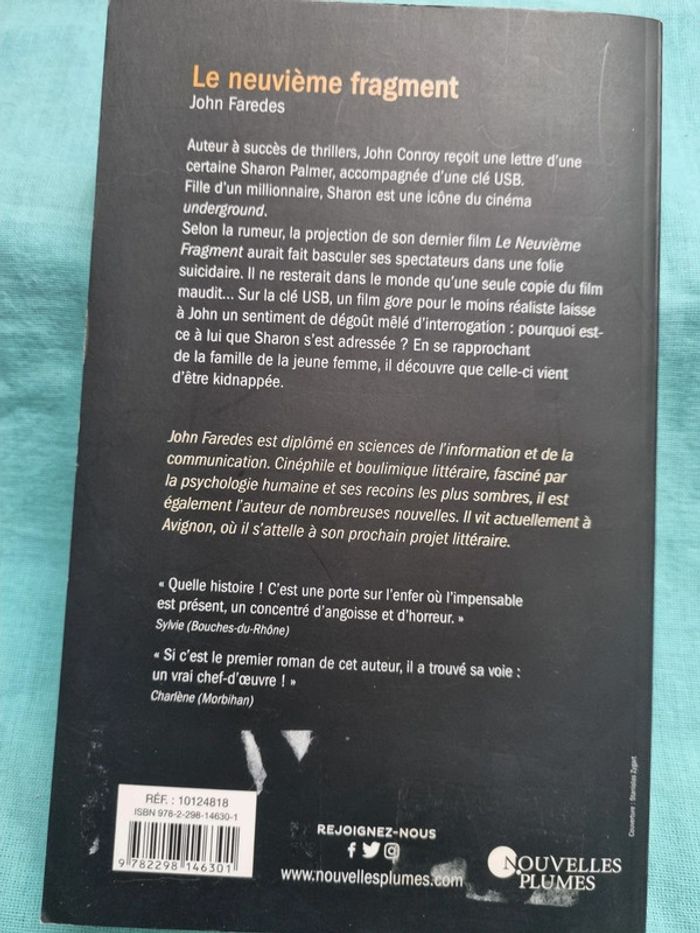 Le neuvième fragment
John Faredes
Auteur à succès de thrillers, John Conroy reçoit une lettre d'une
certaine Sharon Palmer, accompagnée d'une clé USB.
Fille d'un millionnaire, Sharon est une icône du cinéma
underground.
Selon la rumeur, la projection de son dernier film Le Neuvième
Fragment aurait fait basculer ses spectateurs dans une folie
suicidaire. Il ne resterait dans le monde qu'une seule copie du film
maudit... Sur la clé USB, un film gore pour le moins réaliste laisse
à John un sentiment de dégoût mêlé d'interrogation : pourquoi est-
ce à lui que Sharon s'est adressée ? En se rapprochant
de la famille de la jeune femme, il découvre que celle-ci vient
d'être kidnappée.
John Faredes est diplômé en sciences de l'information et de la
communication. Cinéphile et boulimique littéraire, fasciné par
la psychologie humaine et ses recoins les plus sombres, il est
également l'auteur de nombreuses nouvelles. Il vit actuellement à
Avignon, où il s'attelle à son prochain projet littéraire.
« Quelle histoire ! C'est une porte sur l'enfer où l'impensable
est présent, un concentré d'angoisse et d'horreur. »
Sylvie (Bouches-du-Rhône)
« Si c'est le premier roman de cet auteur, il a trouvé sa voie :
un vrai chef-d'œuvre ! »
Charlène (Morbihan)
RÉF. : 10124818
ISBN 978-2-298-14630-1
9 782298 146301
REJOIGNEZ-NOUS
www.nouvellesplumes.com
NOUVELLES
PLUMES
Couverture : Stanislas Zygart